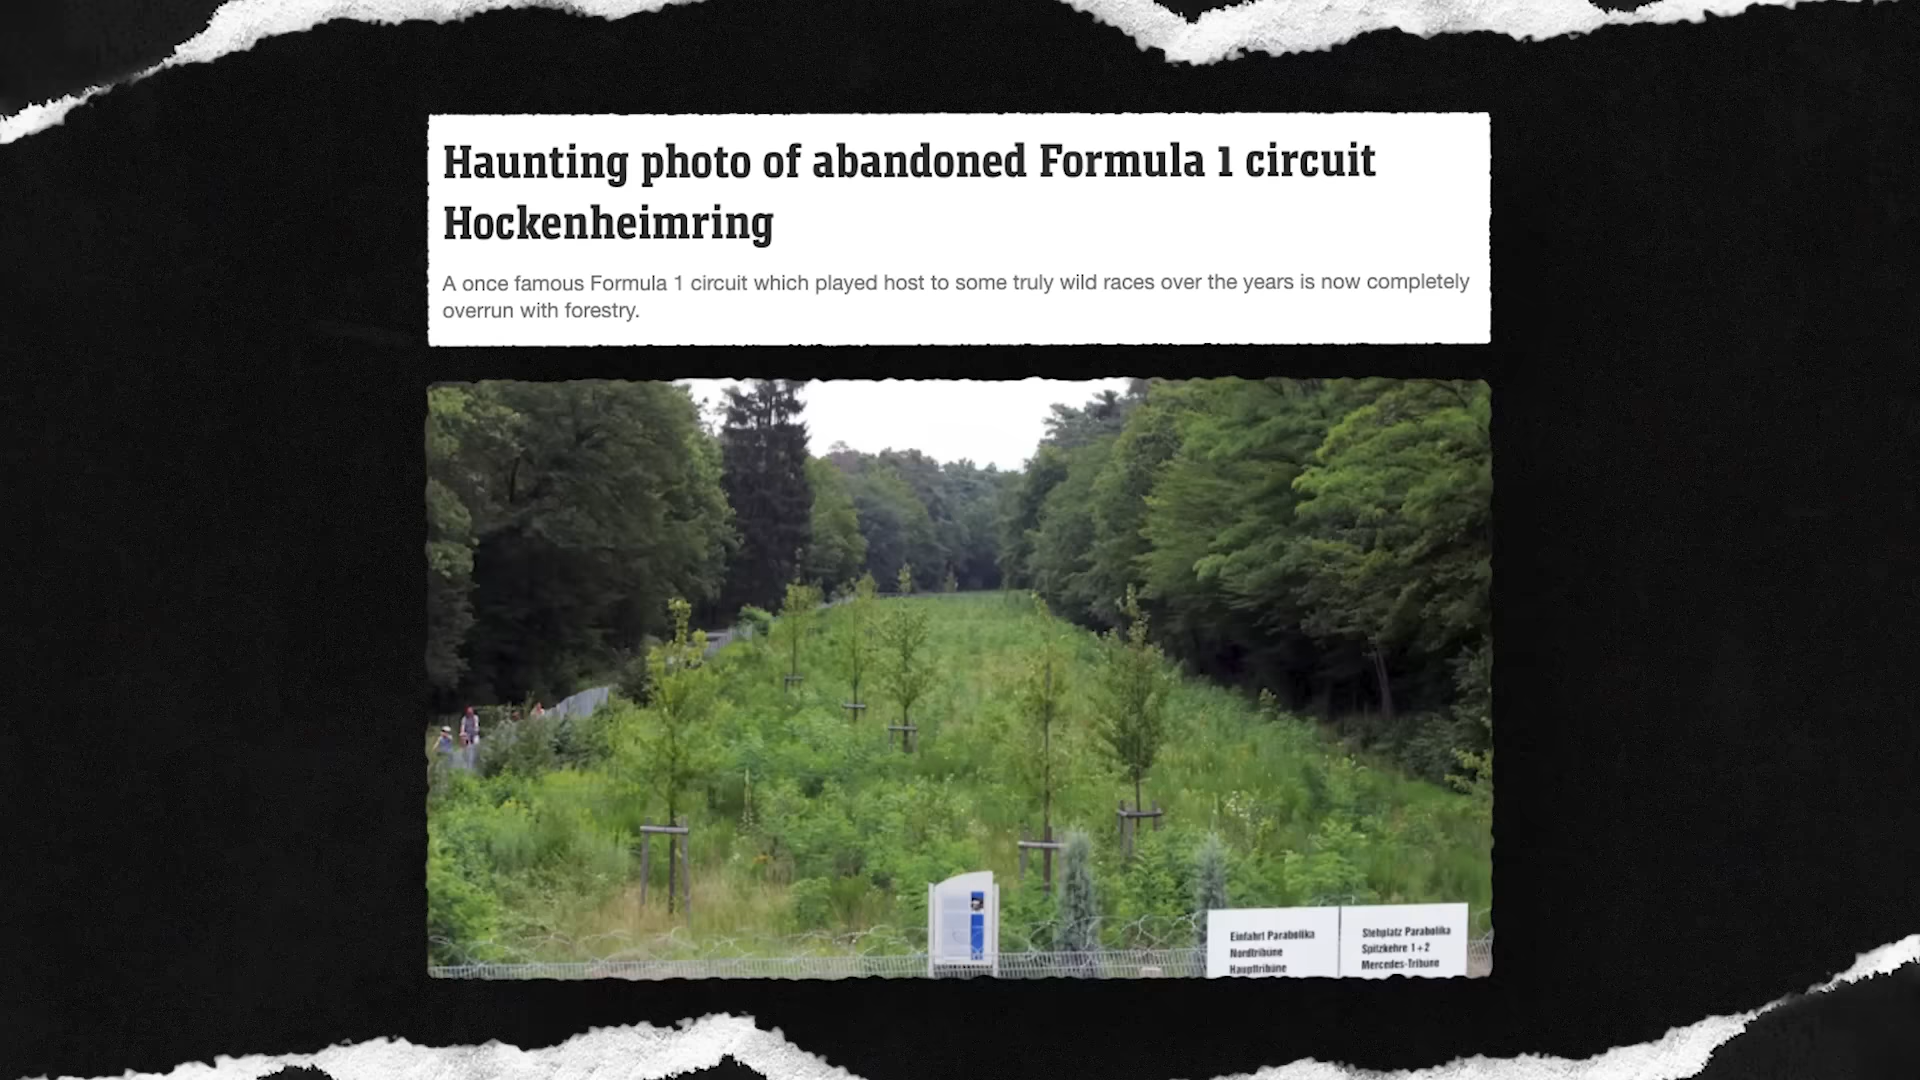 Haunting photo of abandoned Formula 1 circuit
Hockenheimring
A once famous Formula 1 circuit which played host to some truly wild races over the years is now completely
overrun with forestry.
Einfahrt Parabolika
Nordtribüne
Haupttribüne
Stehplatz Parabolika
Spitzkehre 1+2
Mercedes-Tribüne